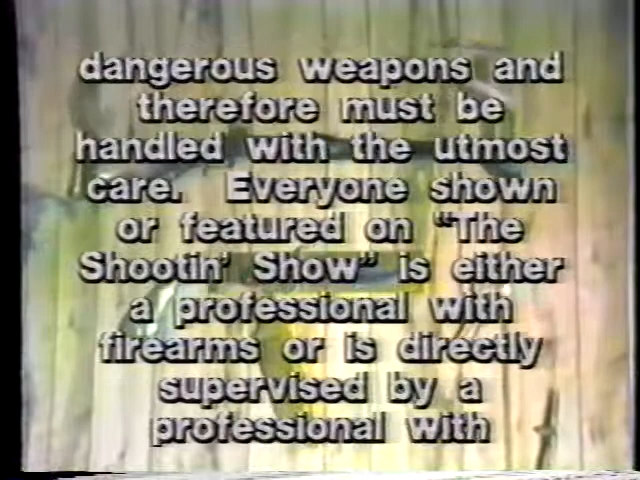 dangerous weapons and
therefore must be
handled with the utmost
care. Everyone shown
or featured on "The
Shootin' Show" is either
a professional with
firearms or is directly
supervised by a
professional with